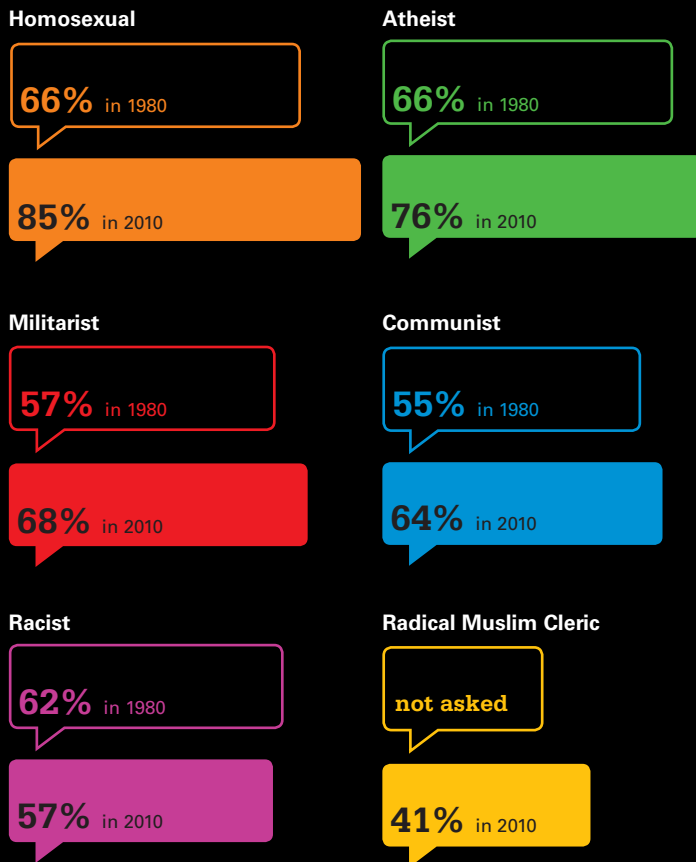 Homosexual
66% in 1980
85% in 2010
Atheist
66% in 1980
76% in 2010
Militarist
57% in 1980
68% in 2010
Communist
55% in 1980
64% in 2010
Racist
62% in 1980
57% in 2010
Radical Muslim Cleric
not asked
41% in 2010